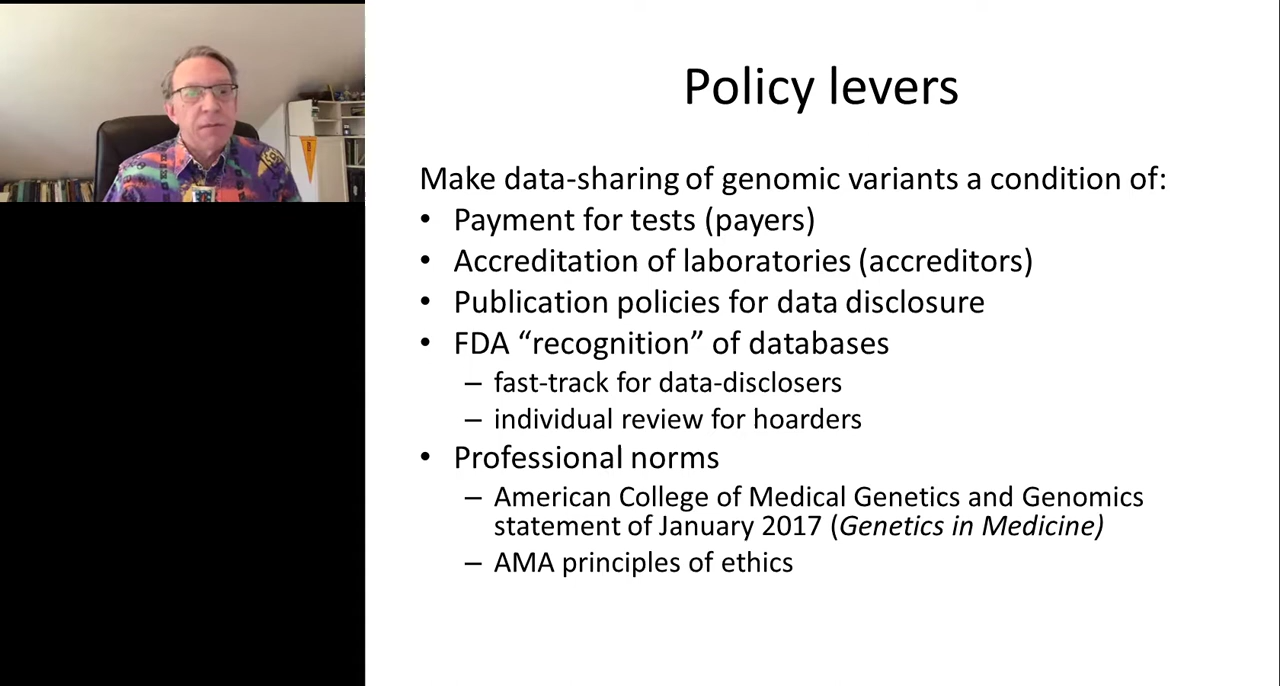 Policy levers
Make data-sharing of genomic variants a condition of:
• Payment for tests (payers)
• Accreditation of laboratories (accreditors)
• Publication policies for data disclosure
• FDA “recognition” of databases
– fast-track for data-disclosers
– individual review for hoarders
• Professional norms
– American College of Medical Genetics and Genomics
statement of January 2017 (Genetics in Medicine)
– AMA principles of ethics